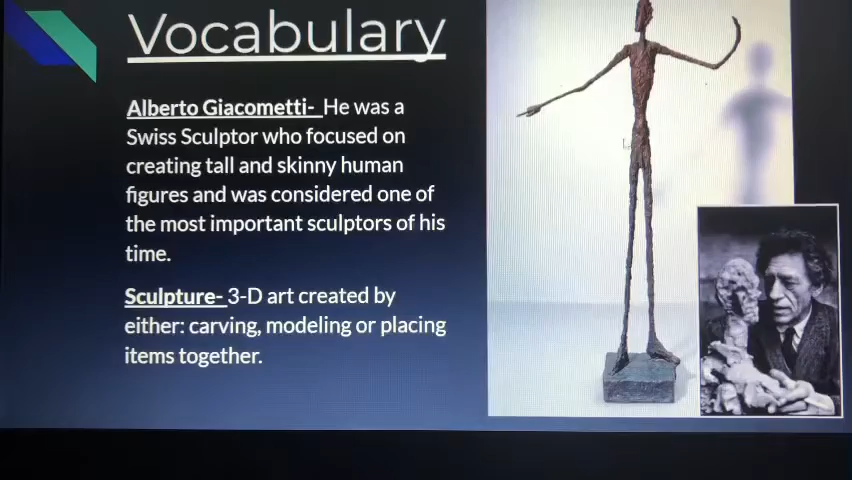 Vocabulary
Alberto Giacometti- He was a
Swiss Sculptor who focused on
creating tall and skinny human
figures and was considered one of
the most important sculptors of his
time.
Sculpture- 3-D art created by
either: carving, modeling or placing
items together.